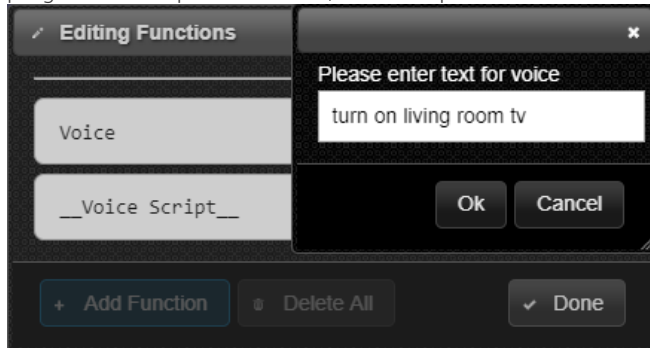 Editing Functions
Please enter text for voice
turn on living room tv
Voice
__Voice Script__
Ok Cancel
+ Add Function Delete All Done